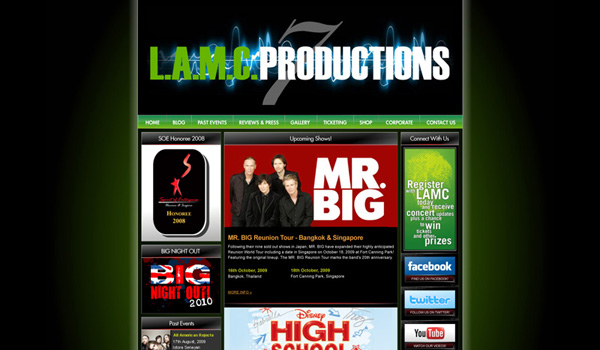 7
L.A.M.C.PRODUCTIONS
HOME BLOG PAST EVENTS REVIEWS & PRESS GALLERY TICKETING SHOP CORPORATE CONTACT US
SOE Honoree 2008
HONOREE
2008
BIG NIGHT OUT
BIG
NIGHT OUT!
2010
Past Events
All American Rejects
17th August, 2009
Upcoming Shows!
MR.
BIG
MR. BIG Reunion Tour - Bangkok & Singapore
Following their nine sold out shows in Japan, MR. BIG have expanded their highly anticipated
Reunion World Tour including a date in Singapore on October 18, 2009 at Fort Canning Park!
Featuring the original lineup, The MR. BIG Reunion Tour marks the band's 20th anniversary.
16th October, 2009 18th October, 2009
Bangkok, Thailand Fort Canning Park, Singapore
MORE INFO »
Disney
HIGH
SCHOOL
Connect With Us
Register
with LAMC
today
and receive
concert updates
plus a chance
to win
tickets
and other
prizes
facebook
FIND US ON FACEBOOK
twitter
FOLLOW US ON TWITTER
YouTube
WATCH OUR VIDEOS